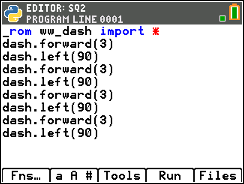 EDITOR: SQ2
PROGRAM LINE 0001
_rom ww_dash import *
dash.forward(3)
dash.left(90)
dash.forward(3)
dash.left(90)
dash.forward(3)
dash.left(90)
dash.forward(3)
dash.left(90)
Fns… a A # Tools Run Files